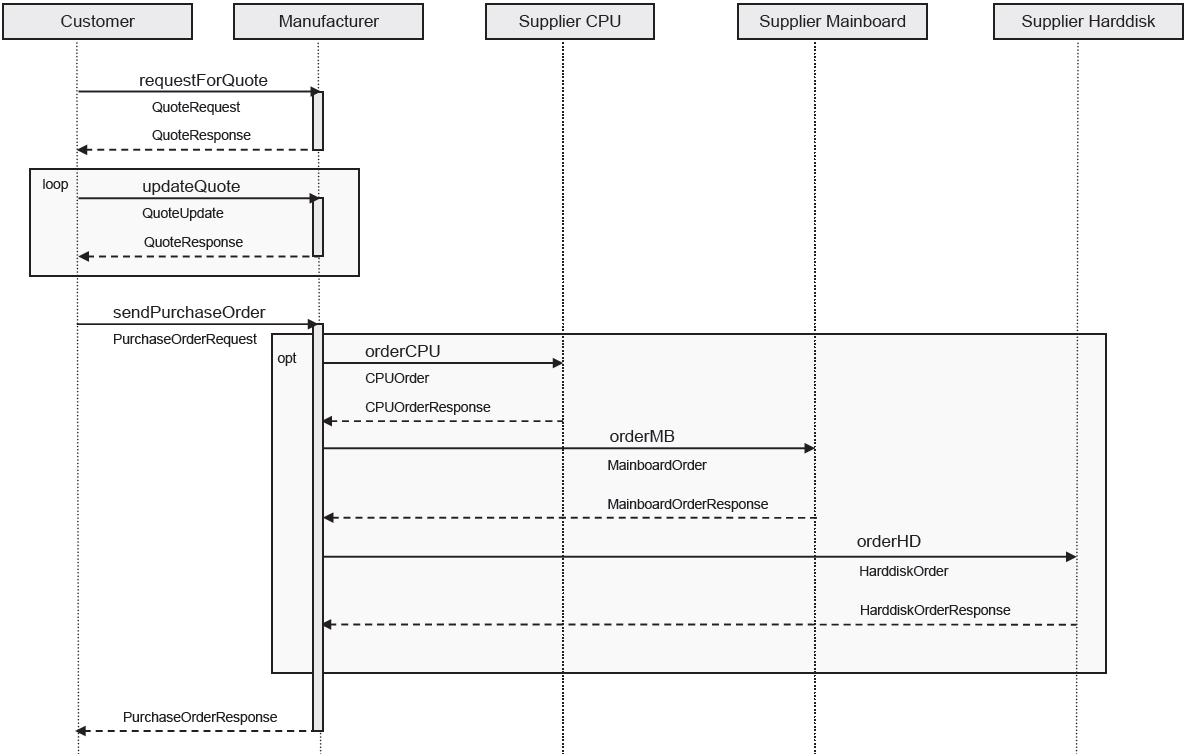 Customer
Manufacturer
Supplier CPU
Supplier Mainboard
Supplier Harddisk
requestForQuote
QuoteRequest
QuoteResponse
loop
updateQuote
QuoteUpdate
QuoteResponse
sendPurchaseOrder
PurchaseOrderRequest
opt
orderCPU
CPUOrder
CPUOrderResponse
orderMB
MainboardOrder
MainboardOrderResponse
orderHD
HarddiskOrder
HarddiskOrderResponse
PurchaseOrderResponse